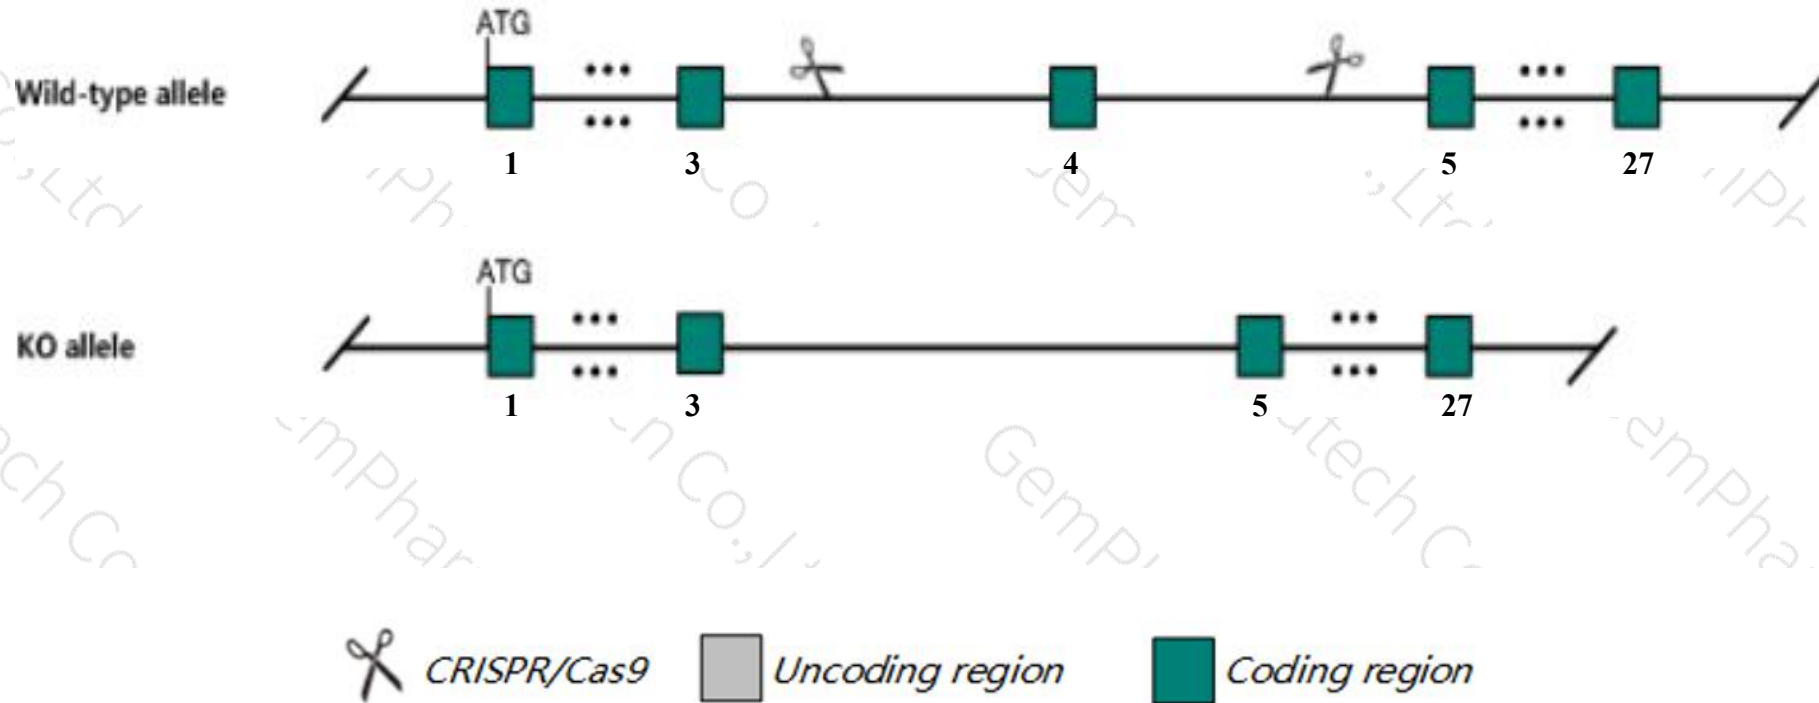 ATG
Wild-type allele
1 3 4 5 27
ATG
KO allele
1 3 5 27
CRISPR/Cas9 Uncoding region Coding region